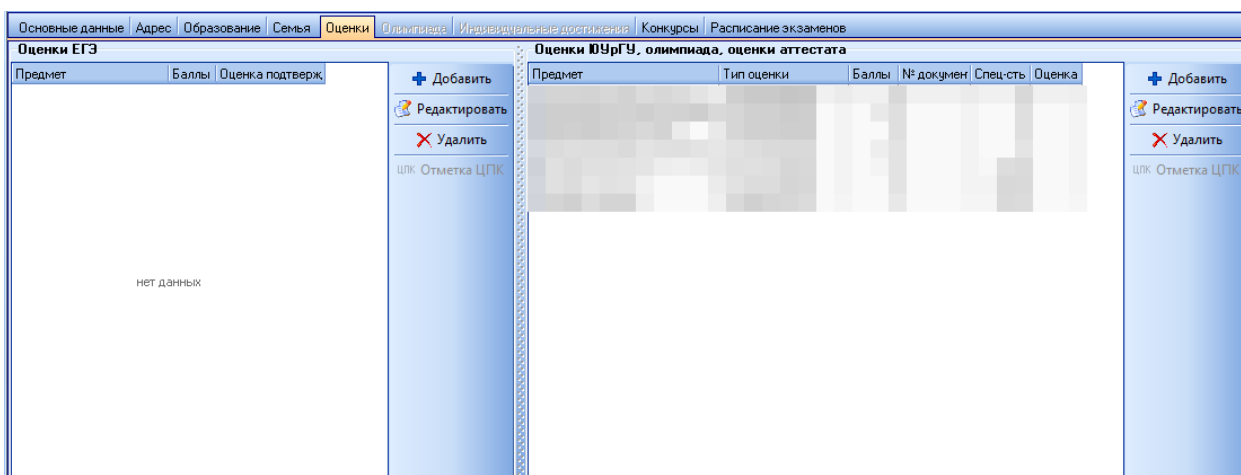 Основные данные Адрес Образование Семья Оценки Олимпиада Индивидуальные достижения Конкурсы Расписание экзаменов
Оценки ЕГЭ Оценки ЮУрГУ, олимпиада, оценки аттестата
Предмет Баллы Оценка подтверж Добавить Предмет Тип оценки Баллы № докумен Спец-сть Оценка Добавить
Редактировать Редактировать
Удалить Удалить
ЦПК Отметка ЦПК ЦПК Отметка ЦПК
нет данных